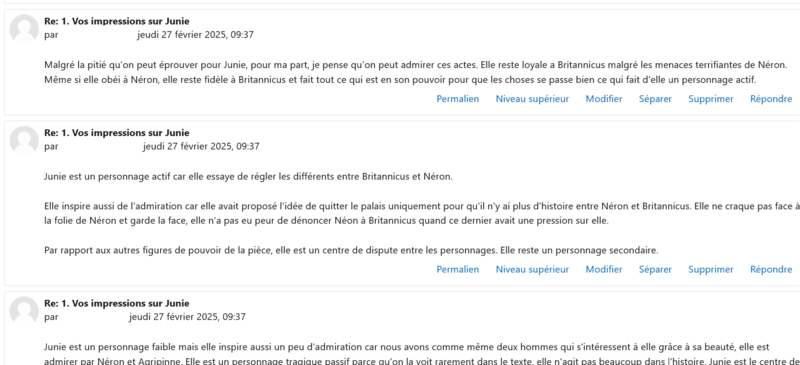 Re: 1. Vos impressions sur Junie
par jeudi 27 février 2025, 09:37
Malgré la pitié qu'on peut éprouver pour Junie, pour ma part, je pense qu'on peut admirer ces actes. Elle reste loyale a Britannicus malgré les menaces terrifiantes de Néron.
Même si elle obéi à Néron, elle reste fidèle à Britannicus et fait tout ce qui est en son pouvoir pour que les choses se passe bien ce qui fait d'elle un personnage actif.
Permalien Niveau supérieur Modifier Séparer Supprimer Répondre
Re: 1. Vos impressions sur Junie
par jeudi 27 février 2025, 09:37
Junie est un personnage actif car elle essaye de régler les différents entre Britannicus et Néron.
Elle inspire aussi de l'admiration car elle avait proposé l'idée de quitter le palais uniquement pour qu'il n'y ai plus d'histoire entre Néron et Britannicus. Elle ne craque pas face à
la folie de Néron et garde la face, elle n'a pas eu peur de dénoncer Néon à Britannicus quand ce dernier avait une pression sur elle.
Par rapport aux autres figures de pouvoir de la pièce, elle est un centre de dispute entre les personnages. Elle reste un personnage secondaire.
Permalien Niveau supérieur Modifier Séparer Supprimer Répondre
Re: 1. Vos impressions sur Junie
par jeudi 27 février 2025, 09:37
Junie est un personnage faible mais elle inspire aussi un peu d'admiration car nous avons comme même deux hommes qui s'intéressent à elle grâce à sa beauté, elle est
admirer par Néron et Agripinne. Elle est un personnage tragique passif parce qu'on la voit rarement dans le texte, elle n'agit pas beaucoup dans l'histoire. Junie est le centre de